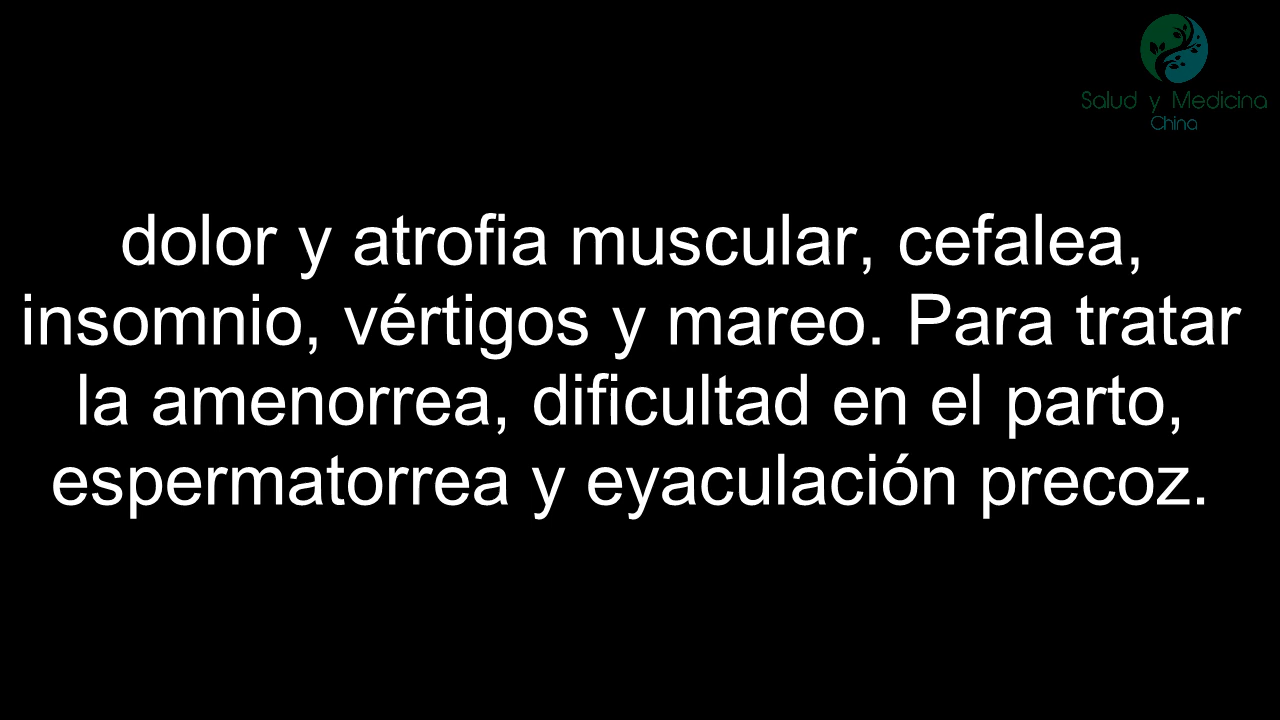 Salud y Medicina
China
dolor y atrofia muscular, cefalea,
insomnio, vértigos y mareo. Para tratar
la amenorrea, dificultad en el parto,
espermatorrea y eyaculación precoz.